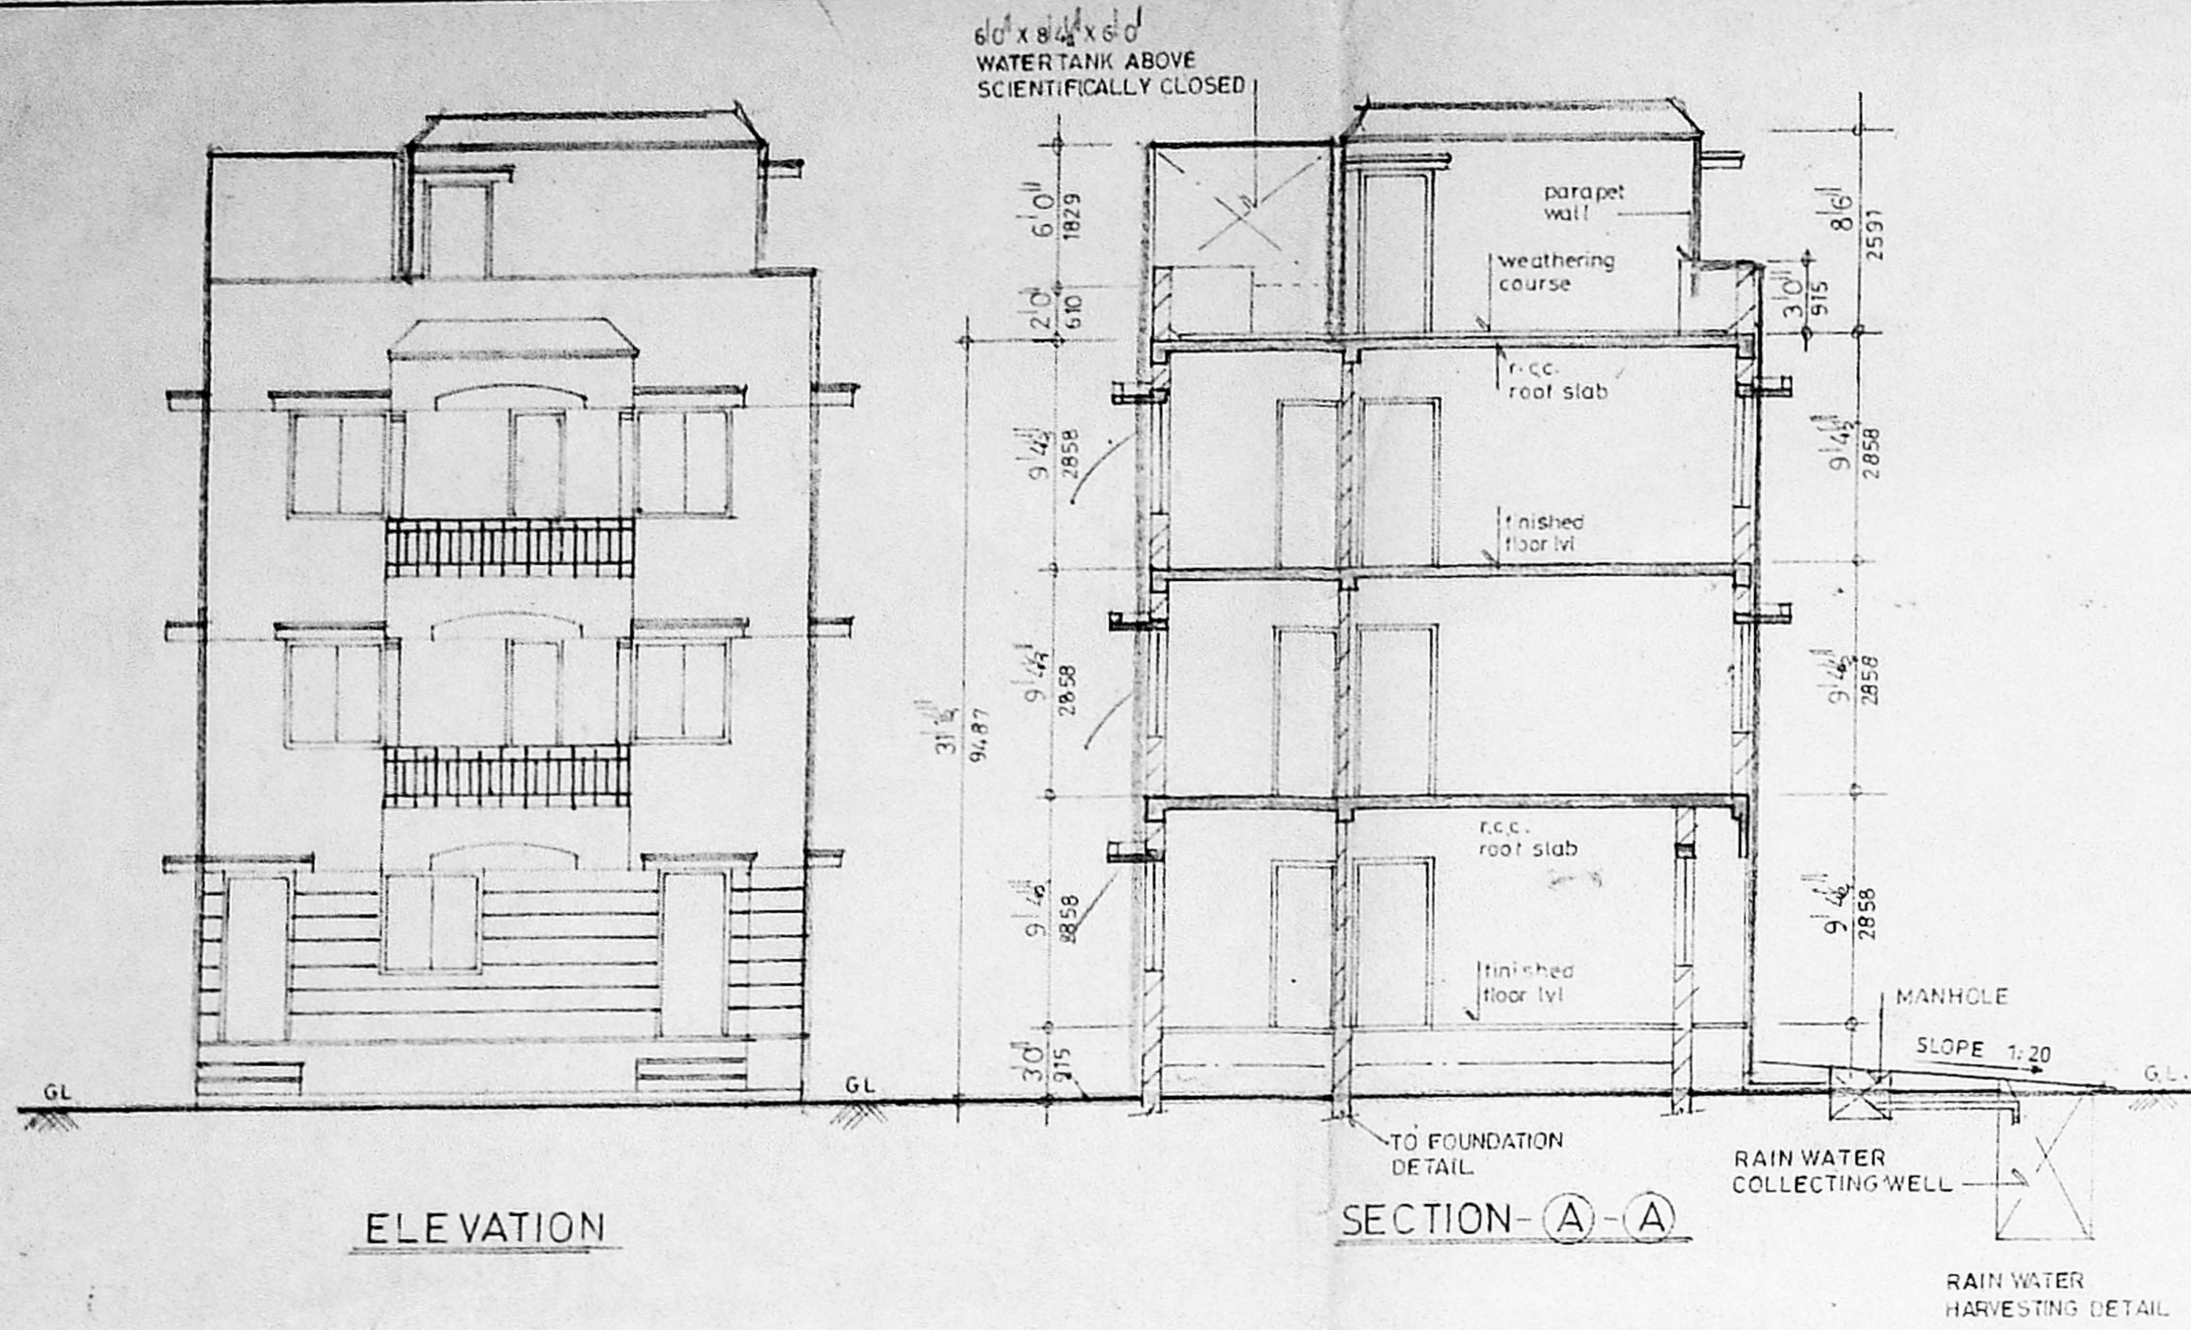 6'0" X 8'4½" X 6'0"
WATER TANK ABOVE
SCIENTIFICALLY CLOSED
parapet
wall
weathering
course
r.c.c.
roof slab
finished
floor lvl
r.c.c.
roof slab
finished
floor lvl
6'0"
1829
2'0"
610
9'4½"
2858
9'4½"
2858
9'4½"
2858
3'0"
915
9487
8'6"
2591
3'0"
915
9'4½"
2858
9'4½"
2858
9'4½"
2858
MANHOLE
SLOPE 1:20
GL
GL
G.L.
TO FOUNDATION
DETAIL
RAIN WATER
COLLECTING WELL
ELEVATION
SECTION-A-A
RAIN WATER
HARVESTING DETAIL